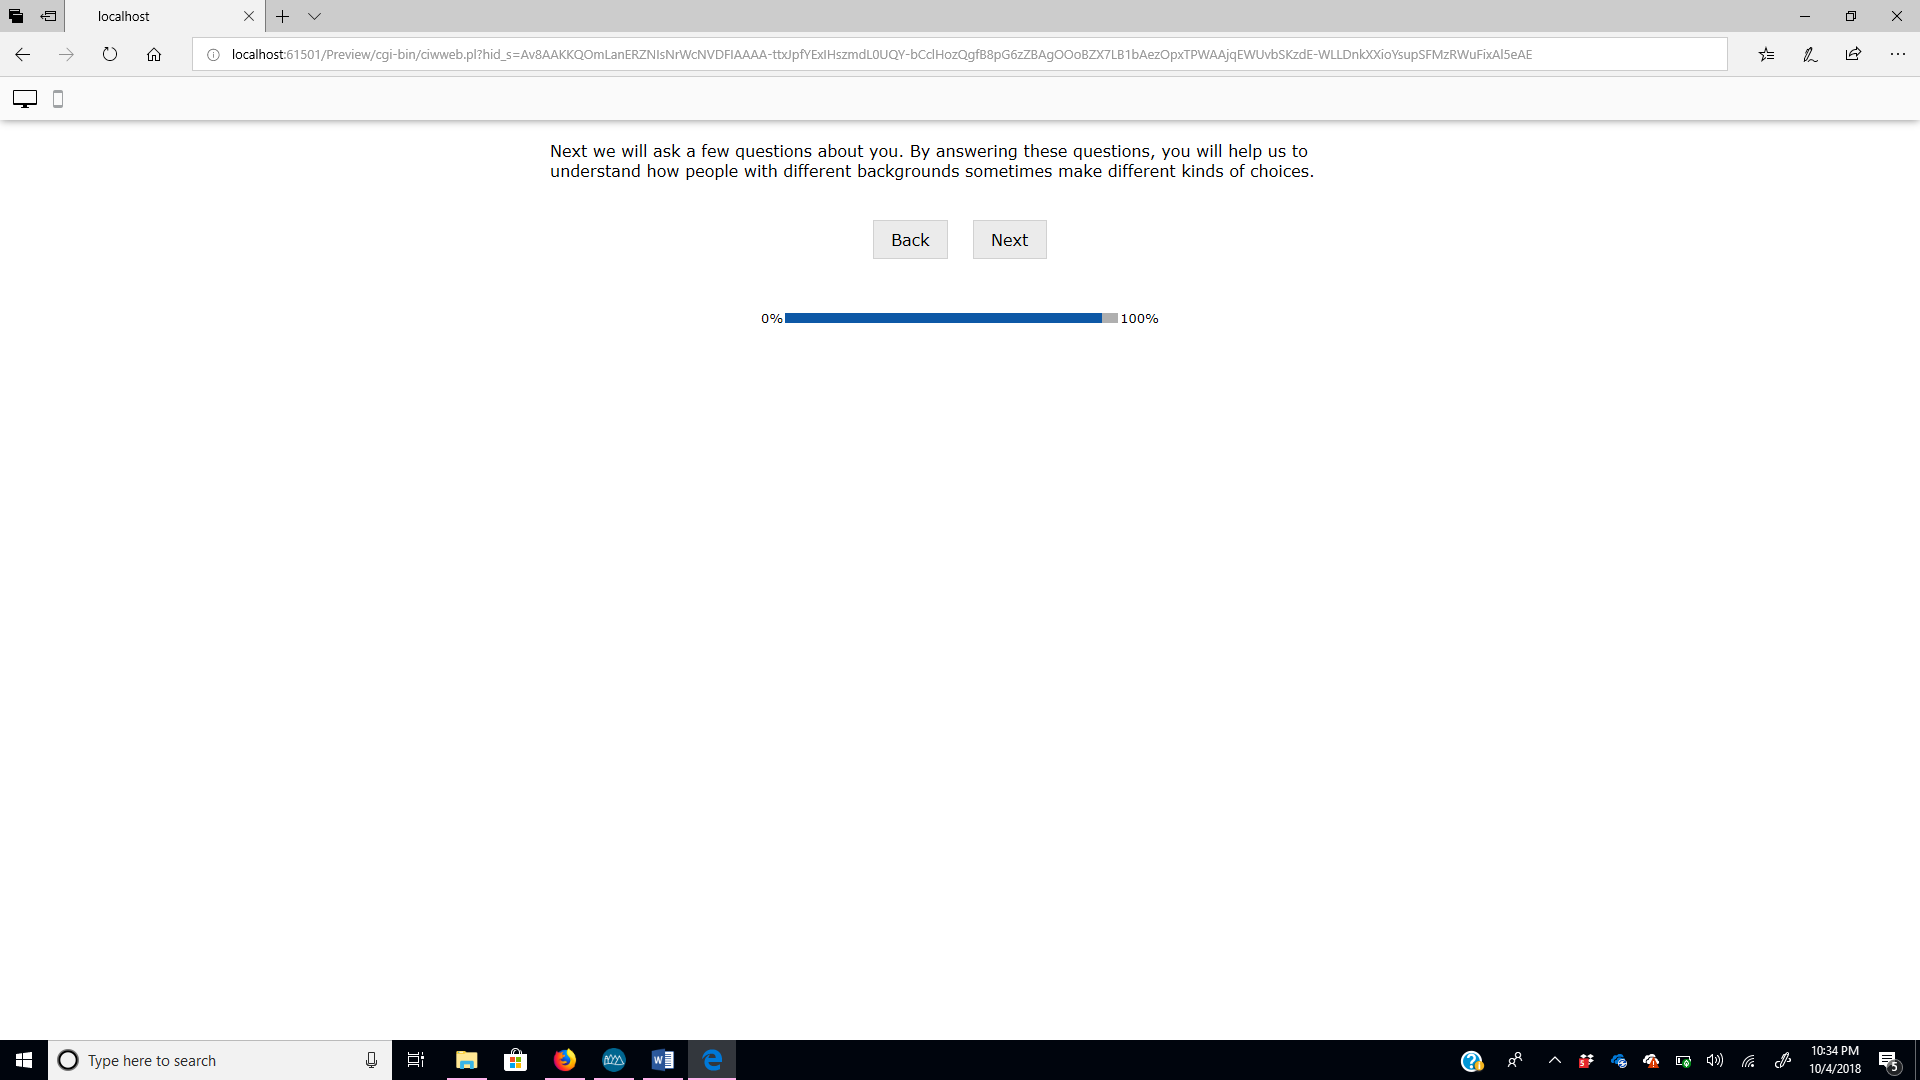 localhost
localhost:61501/Preview/cgi-bin/ciwweb.pl?hid_s=Av8AAKKQOmLanERZNIsNrWcNVDFIAAAA-ttxJpfYExIHszmdL0UQY-bCclHozQgfB8pG6zZBAgOOoBZX7LB1bAezOpxTPWAAjqEWUvbSKzdE-WLLDnkXXioYsupSFMzRWuFixAl5eAE
Next we will ask a few questions about you. By answering these questions, you will help us to
understand how people with different backgrounds sometimes make different kinds of choices.
Back Next
0% 100%
Type here to search
10:34 PM
10/4/2018
5